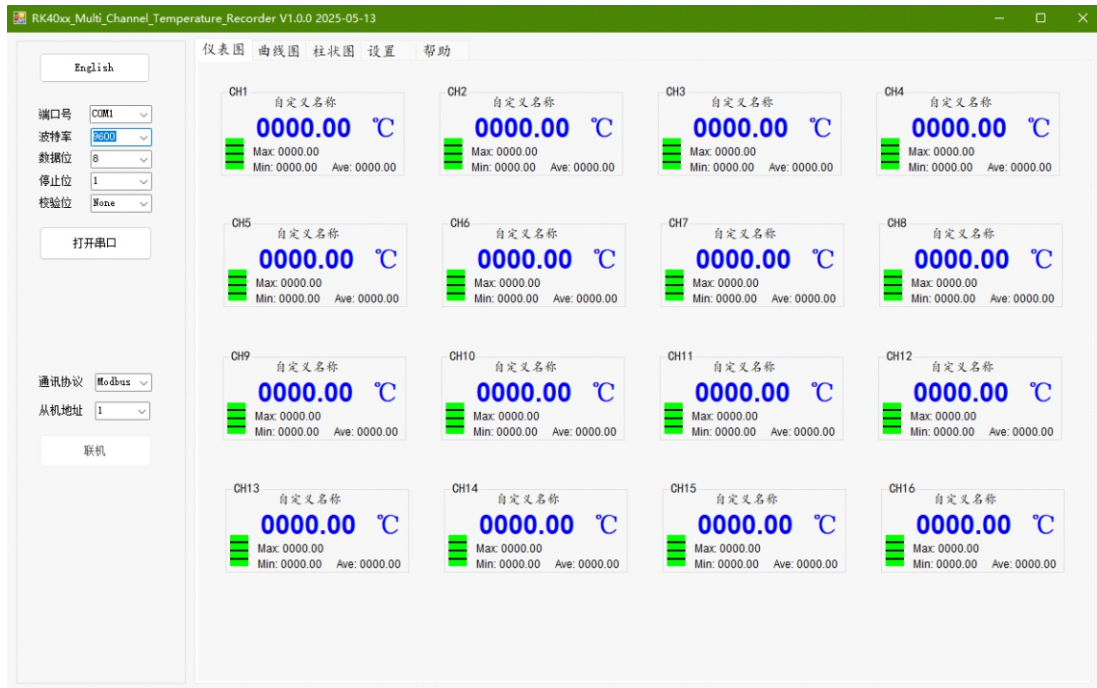 RK40xx_Multi_Channel_Temperature_Recorder V1.0.0 2025-05-13
English
端口号 COM1
波特率 9600
数据位 8
停止位 1
校验位 None
打开串口
通讯协议 Modbus
从机地址 1
联机
仪表图 曲线图 柱状图 设置 帮助
CH1
自定义名称
0000.00 ℃
Max: 0000.00
Min: 0000.00 Ave: 0000.00
CH2
自定义名称
0000.00 ℃
Max: 0000.00
Min: 0000.00 Ave: 0000.00
CH3
自定义名称
0000.00 ℃
Max: 0000.00
Min: 0000.00 Ave: 0000.00
CH4
自定义名称
0000.00 ℃
Max: 0000.00
Min: 0000.00 Ave: 0000.00
CH5
自定义名称
0000.00 ℃
Max: 0000.00
Min: 0000.00 Ave: 0000.00
CH6
自定义名称
0000.00 ℃
Max: 0000.00
Min: 0000.00 Ave: 0000.00
CH7
自定义名称
0000.00 ℃
Max: 0000.00
Min: 0000.00 Ave: 0000.00
CH8
自定义名称
0000.00 ℃
Max: 0000.00
Min: 0000.00 Ave: 0000.00
CH9
自定义名称
0000.00 ℃
Max: 0000.00
Min: 0000.00 Ave: 0000.00
CH10
自定义名称
0000.00 ℃
Max: 0000.00
Min: 0000.00 Ave: 0000.00
CH11
自定义名称
0000.00 ℃
Max: 0000.00
Min: 0000.00 Ave: 0000.00
CH12
自定义名称
0000.00 ℃
Max: 0000.00
Min: 0000.00 Ave: 0000.00
CH13
自定义名称
0000.00 ℃
Max: 0000.00
Min: 0000.00 Ave: 0000.00
CH14
自定义名称
0000.00 ℃
Max: 0000.00
Min: 0000.00 Ave: 0000.00
CH15
自定义名称
0000.00 ℃
Max: 0000.00
Min: 0000.00 Ave: 0000.00
CH16
自定义名称
0000.00 ℃
Max: 0000.00
Min: 0000.00 Ave: 0000.00